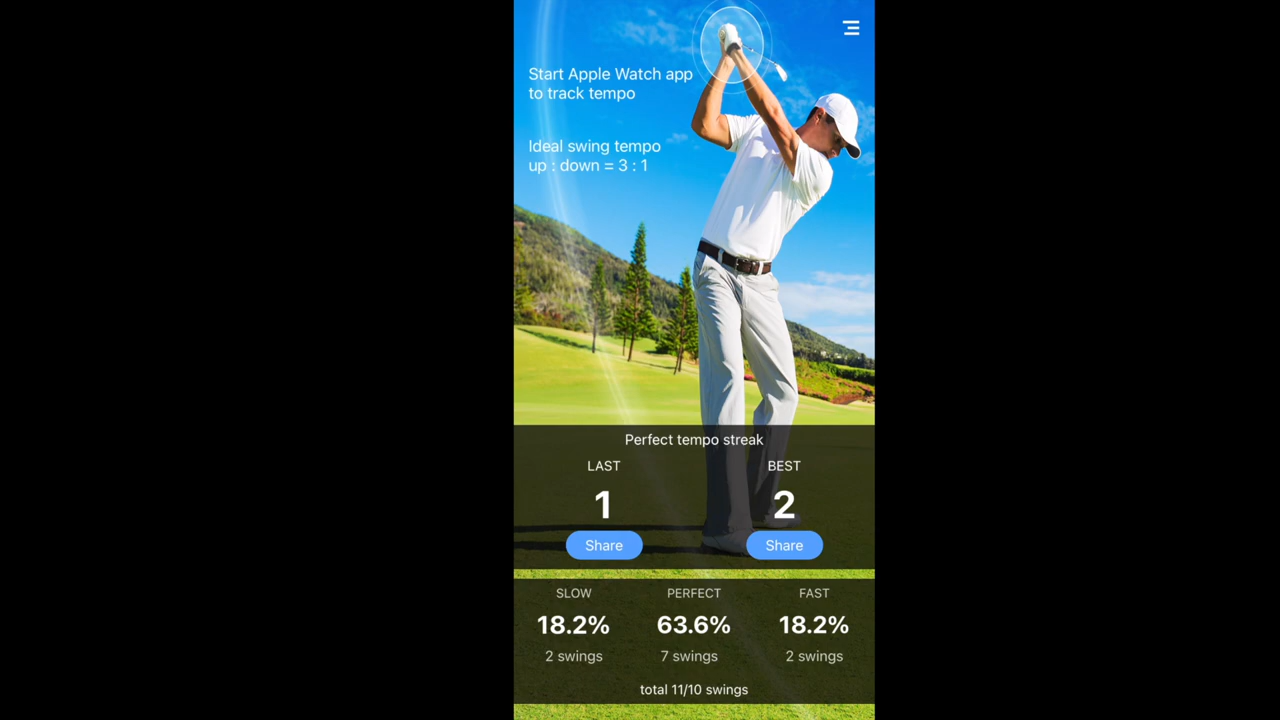 Start Apple Watch app
to track tempo
Ideal swing tempo
up : down = 3 : 1
Perfect tempo streak
LAST
BEST
1
2
Share
Share
SLOW
PERFECT
FAST
18.2%
63.6%
18.2%
2 swings
7 swings
2 swings
total 11/10 swings